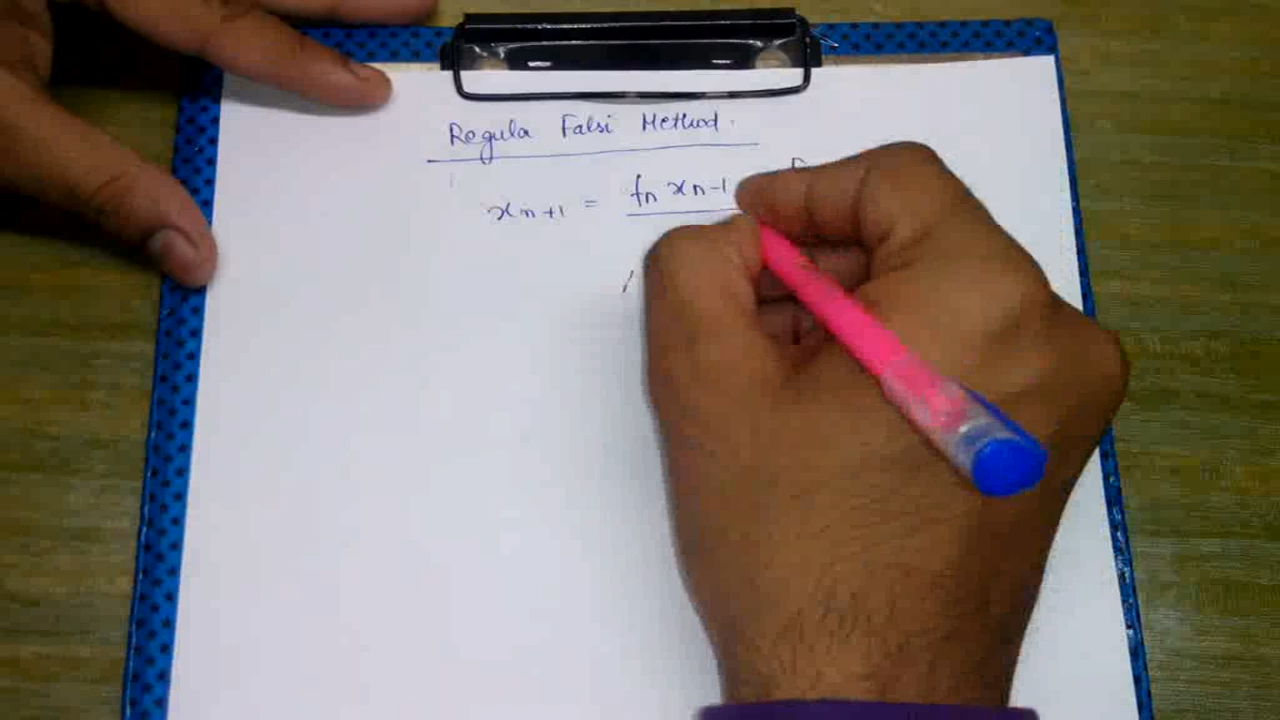 Regula Falsi Method.
xn+1 = fn xn-1